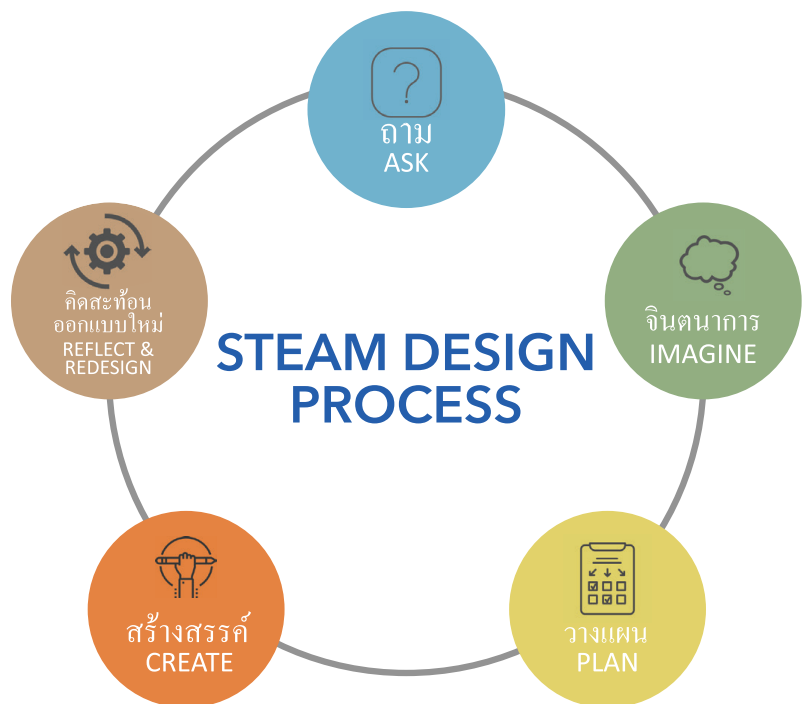 ?
ถาม
ASK
จินตนาการ
IMAGINE
วางแผน
PLAN
สร้างสรรค์
CREATE
คิดสะท้อน
ออกแบบใหม่
REFLECT &
REDESIGN
STEAM DESIGN
PROCESS